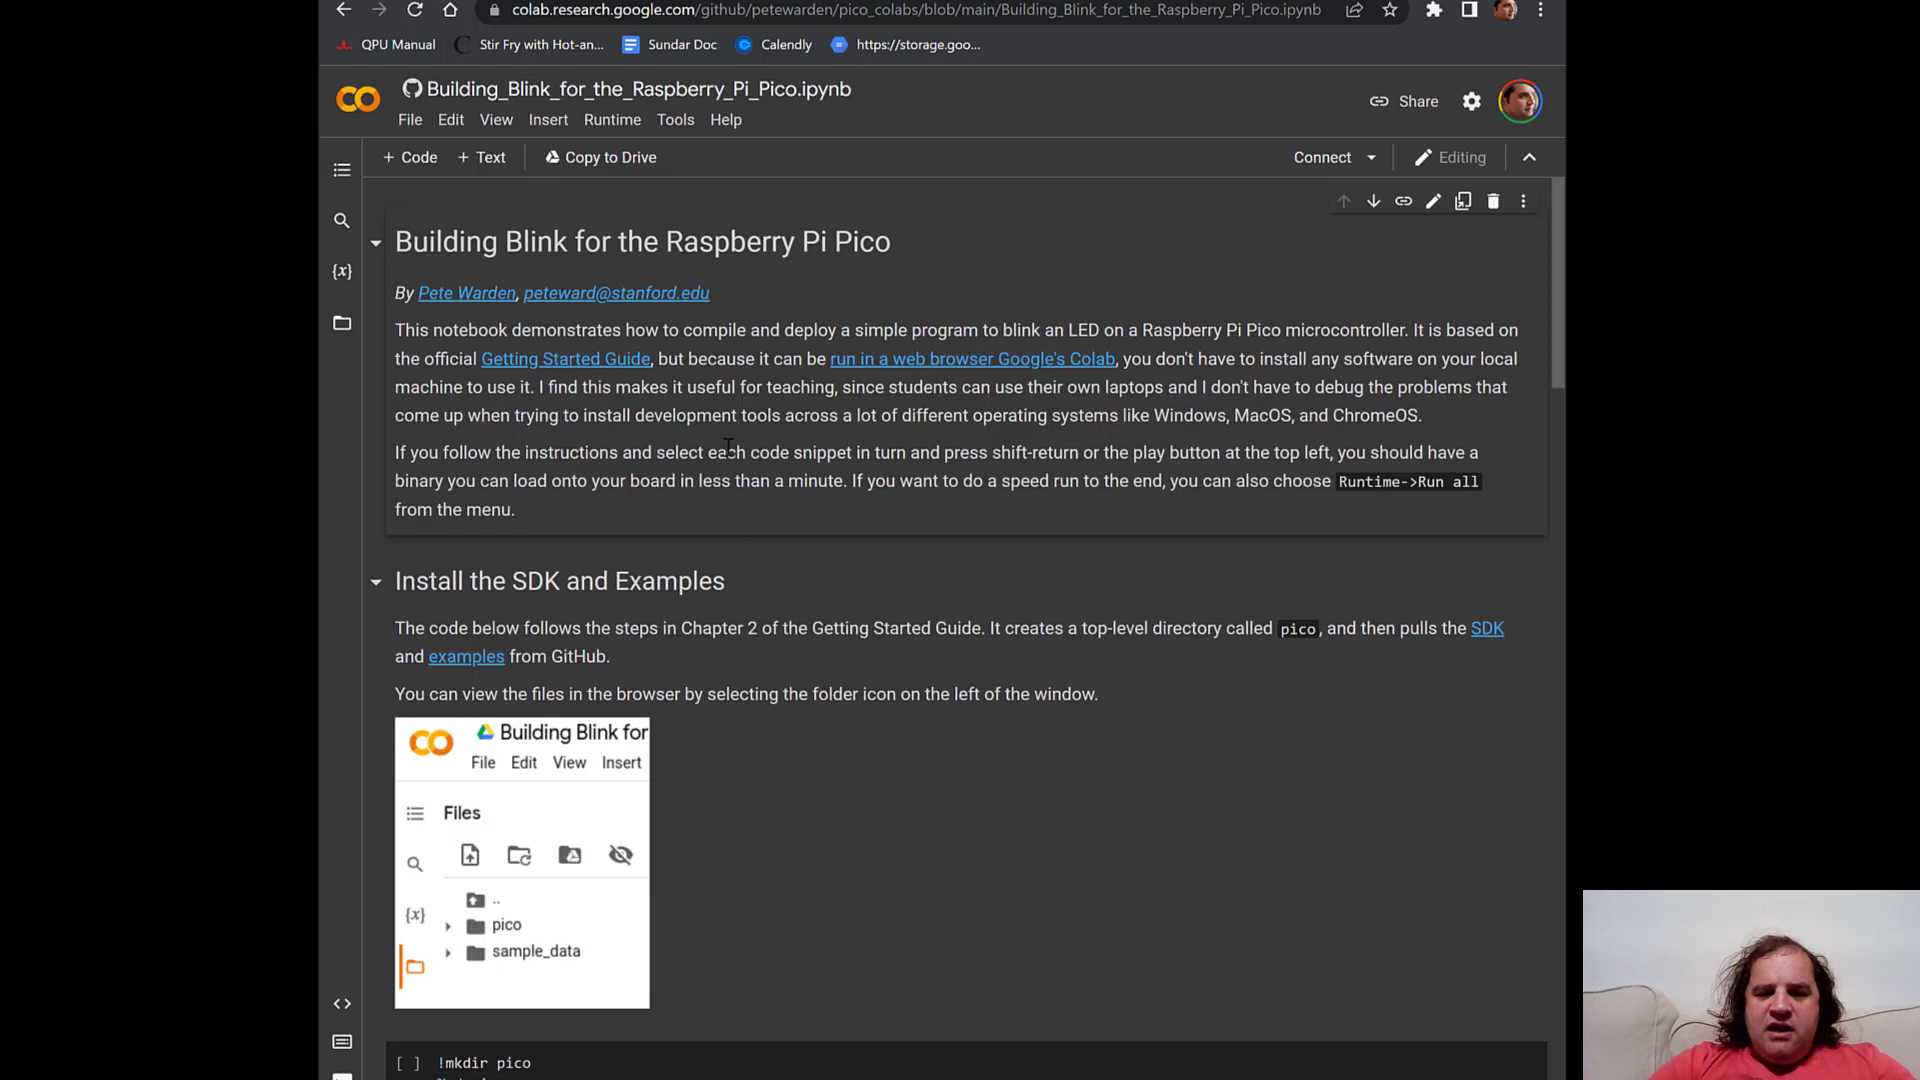 colab.research.google.com/github/petewarden/pico_colabs/blob/main/Building_Blink_for_the_Raspberry_Pi_Pico.ipynb
QPU Manual
Stir Fry with Hot-an...
Sundar Doc
Calendly
https://storage.goo...
Building_Blink_for_the_Raspberry_Pi_Pico.ipynb
Share
File Edit View Insert Runtime Tools Help
+ Code + Text Copy to Drive
Connect
Editing
Building Blink for the Raspberry Pi Pico
By Pete Warden, peteward@stanford.edu
This notebook demonstrates how to compile and deploy a simple program to blink an LED on a Raspberry Pi Pico microcontroller. It is based on
the official Getting Started Guide, but because it can be run in a web browser Google's Colab, you don't have to install any software on your local
machine to use it. I find this makes it useful for teaching, since students can use their own laptops and I don't have to debug the problems that
come up when trying to install development tools across a lot of different operating systems like Windows, MacOS, and ChromeOS.
If you follow the instructions and select each code snippet in turn and press shift-return or the play button at the top left, you should have a
binary you can load onto your board in less than a minute. If you want to do a speed run to the end, you can also choose Runtime->Run all
from the menu.
Install the SDK and Examples
The code below follows the steps in Chapter 2 of the Getting Started Guide. It creates a top-level directory called pico, and then pulls the SDK
and examples from GitHub.
You can view the files in the browser by selecting the folder icon on the left of the window.
Building Blink for
File Edit View Insert
Files
..
{x}
pico
sample_data
[ ] !mkdir pico